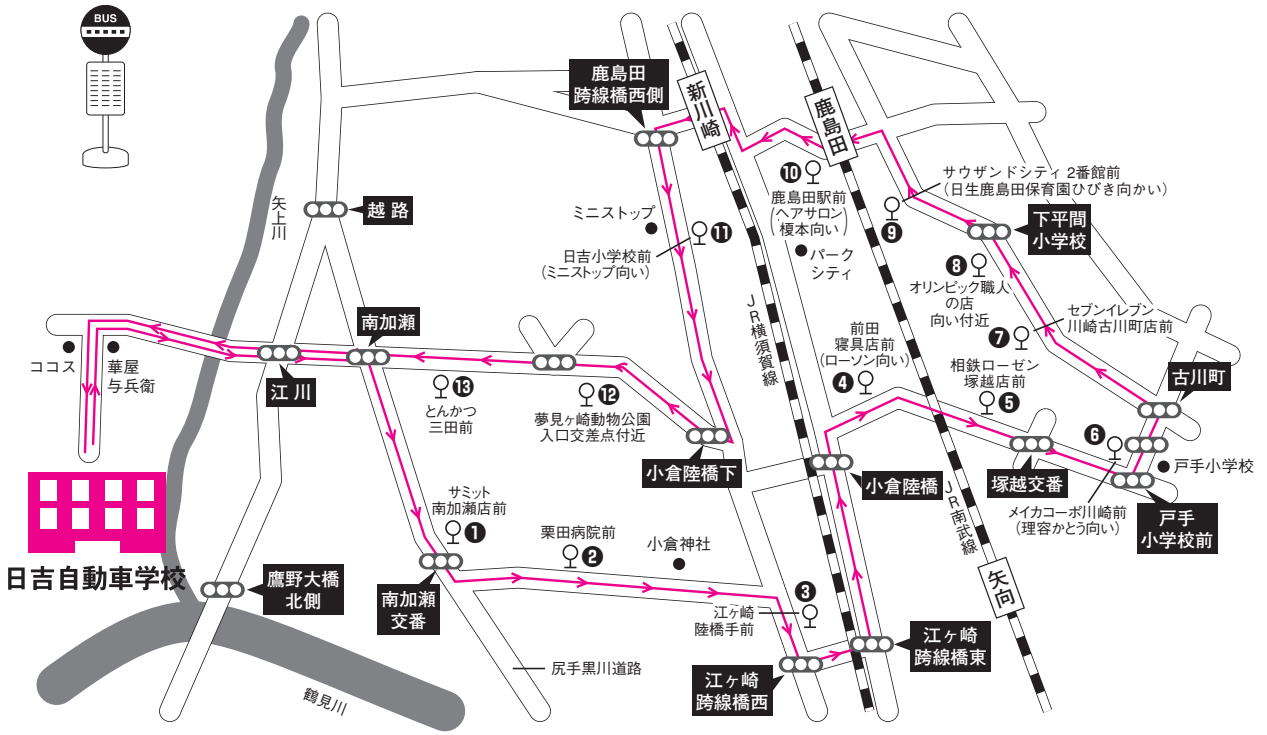 BUS
鹿島田
跨線橋西側
新川崎
鹿島田
矢上川
越路
ミニストップ
⑪
日吉小学校前
(ミニストップ向い)
⑩
鹿島田駅前
(ヘアサロン
榎本向い)
パーク
シティ
サウザンドシティ 2番館前
(日生鹿島田保育園ひびき向かい)
⑨
下平間
小学校
⑧
オリンピック職人
の店
向い付近
セブンイレブン
川崎古川町店前
⑦
JR横須賀線
前田
寝具店前
(ローソン向い)
④
相鉄ローゼン
塚越店前
⑤
古川町
⑥
戸手小学校
ココス
華屋
与兵衛
江川
南加瀬
⑬
とんかつ
三田前
⑫
夢見ヶ崎動物公園
入口交差点付近
小倉陸橋下
小倉陸橋
塚越交番
メイカコーポ川崎前
(理容かとう向い)
戸手
小学校前
JR南武線
日吉自動車学校
サミット
南加瀬店前
①
栗田病院前
②
小倉神社
鷹野大橋
北側
南加瀬
交番
③
江ヶ崎
陸橋手前
矢向
江ヶ崎
跨線橋東
江ヶ崎
跨線橋西
尻手黒川道路
鶴見川